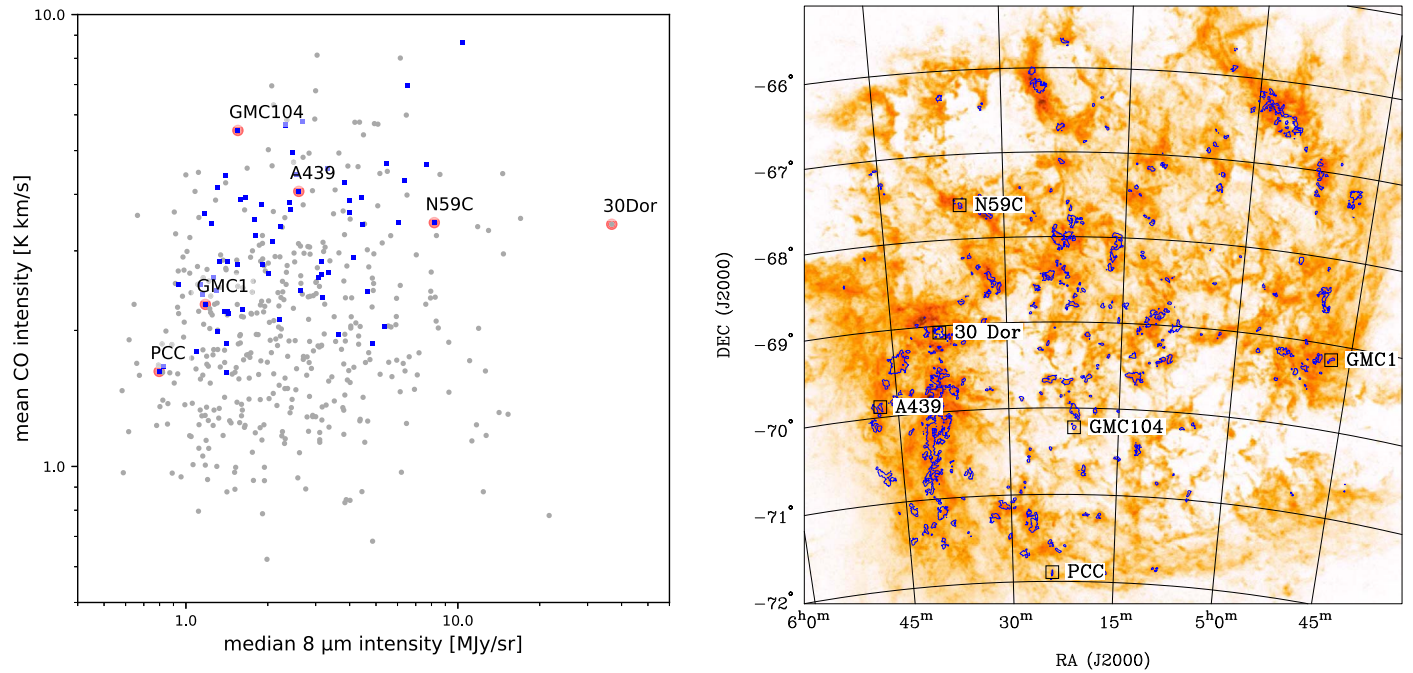 10.0
GMC104
A439
N59C
30Dor
GMC1
PCC
1.0
mean CO intensity [K km/s]
1.0
10.0
median 8 μm intensity [MJy/sr]
−66°
−67°
−68°
−69°
−70°
−71°
−72°
DEC (J2000)
N59C
30 Dor
GMC1
A439
GMC104
PCC
6h0m
45m
30m
15m
5h0m
45m
RA (J2000)